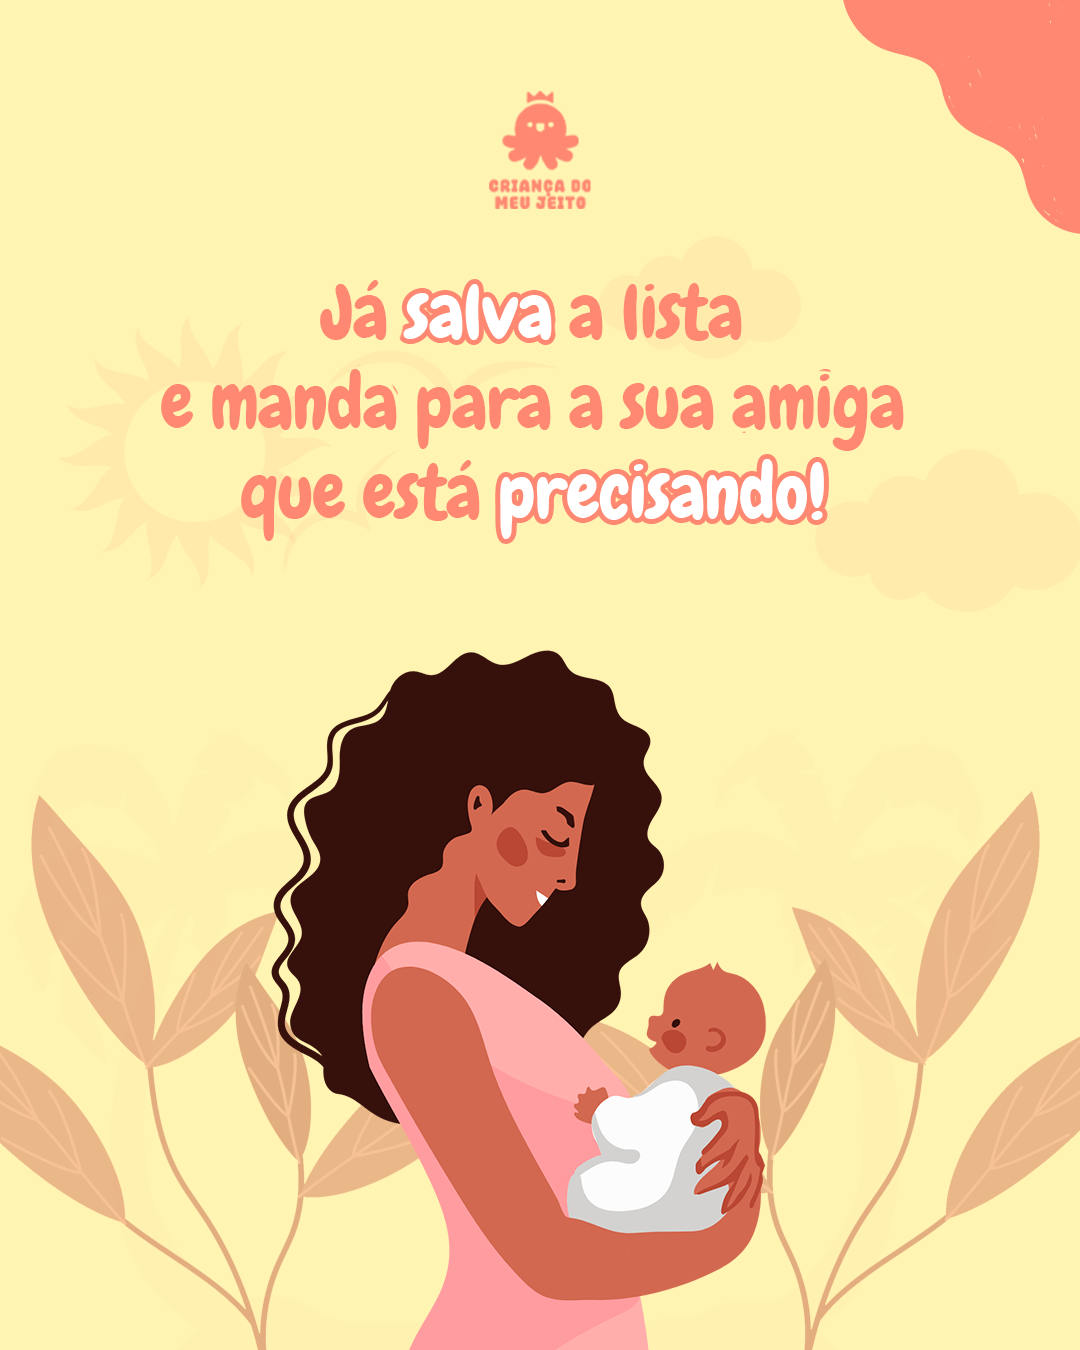 CRIANÇA DO
MEU JEITO
Já salva a lista
e manda para a sua amiga
que está precisando!